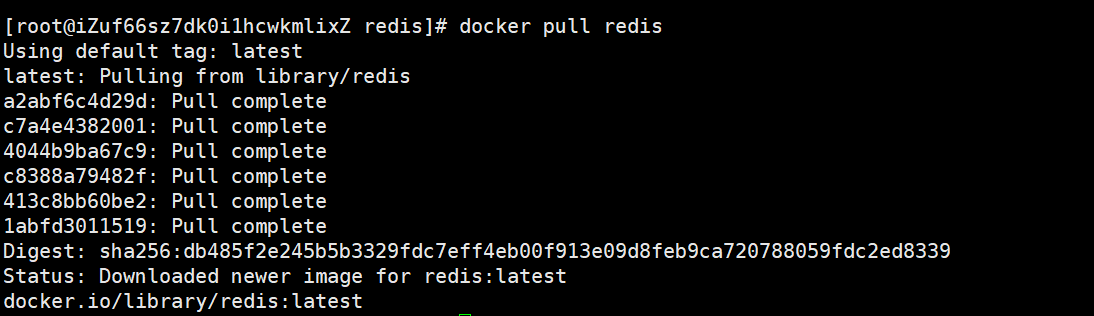 [root@iZuf66sz7dk0i1hcwkmlixZ redis]# docker pull redis
Using default tag: latest
latest: Pulling from library/redis
a2abf6c4d29d: Pull complete
c7a4e4382001: Pull complete
4044b9ba67c9: Pull complete
c8388a79482f: Pull complete
413c8bb60be2: Pull complete
1abfd3011519: Pull complete
Digest: sha256:db485f2e245b5b3329fdc7eff4eb00f913e09d8feb9ca720788059fdc2ed8339
Status: Downloaded newer image for redis:latest
docker.io/library/redis:latest